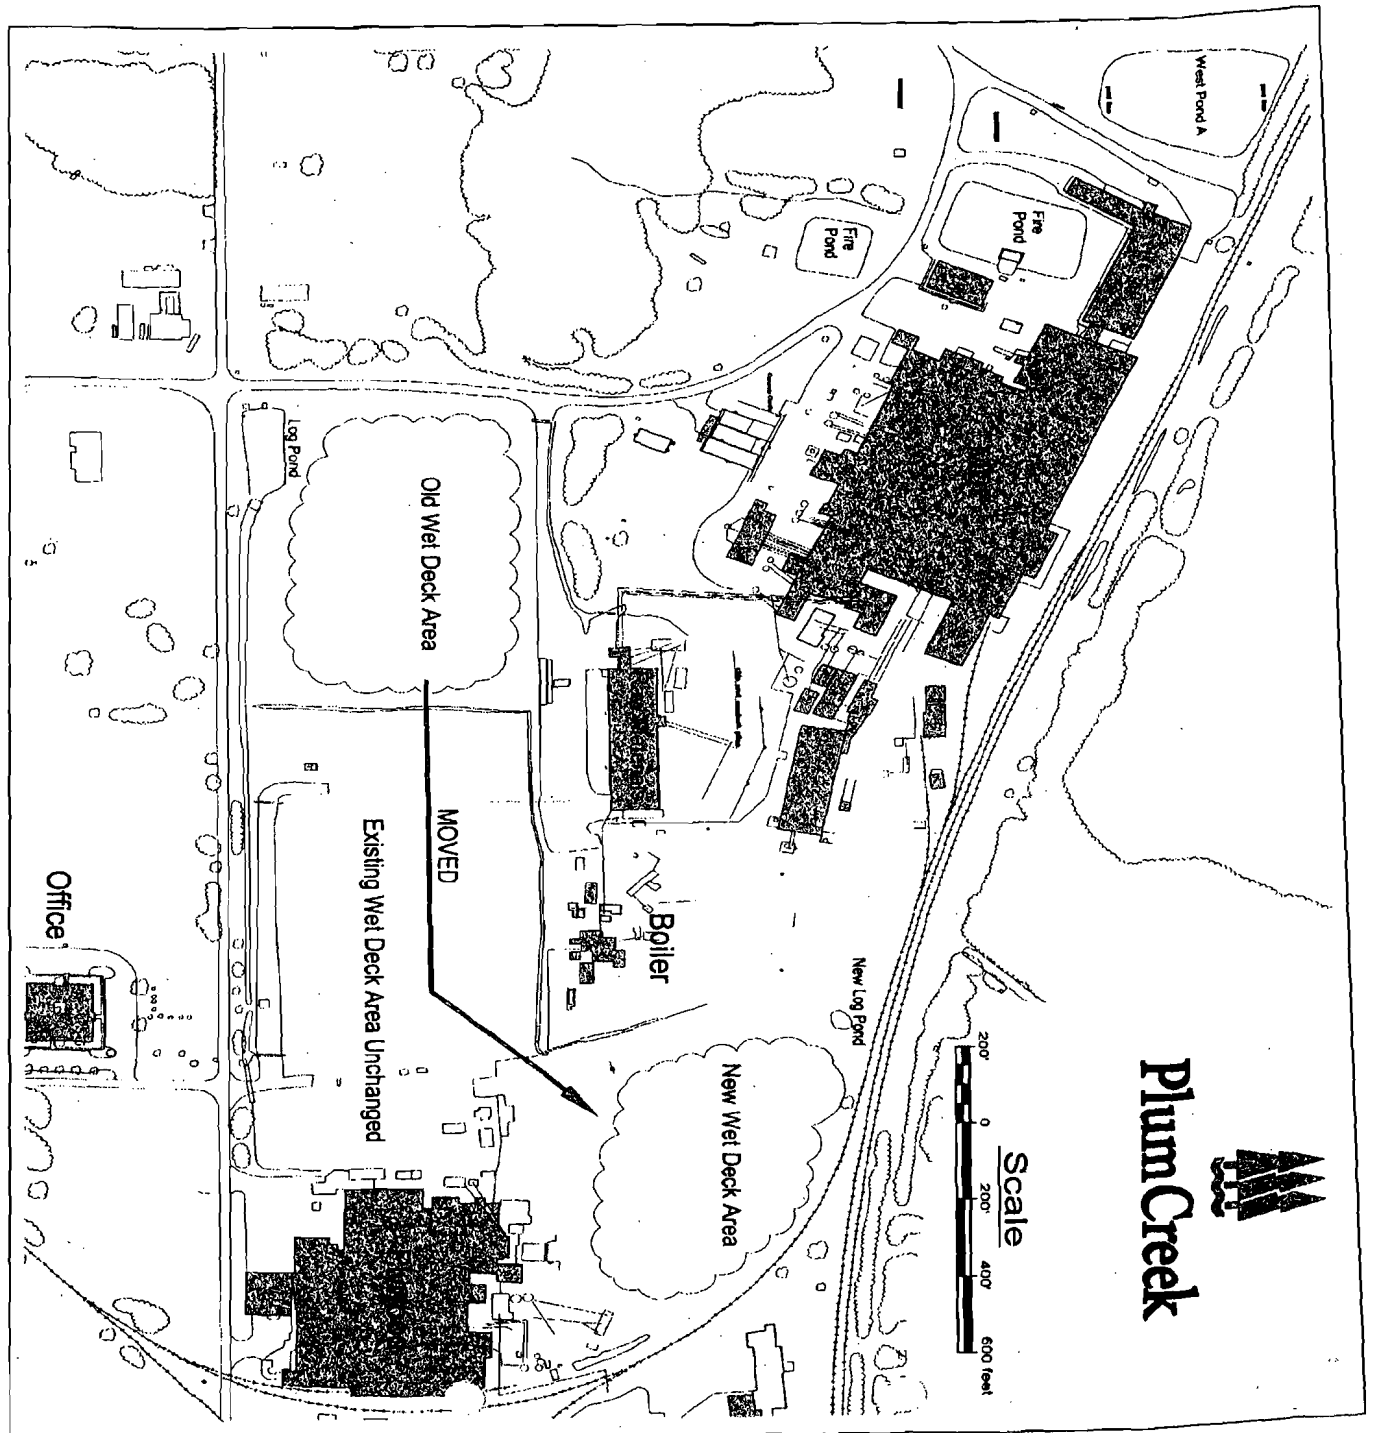 Plum Creek
Scale
200'
0
200'
400'
600 feet
West Pond A
Fire
Pond
Fire
Pond
Log Pond
Old Wet Deck Area
MOVED
Existing Wet Deck Area Unchanged
Boiler
New Log Pond
New Wet Deck Area
Office